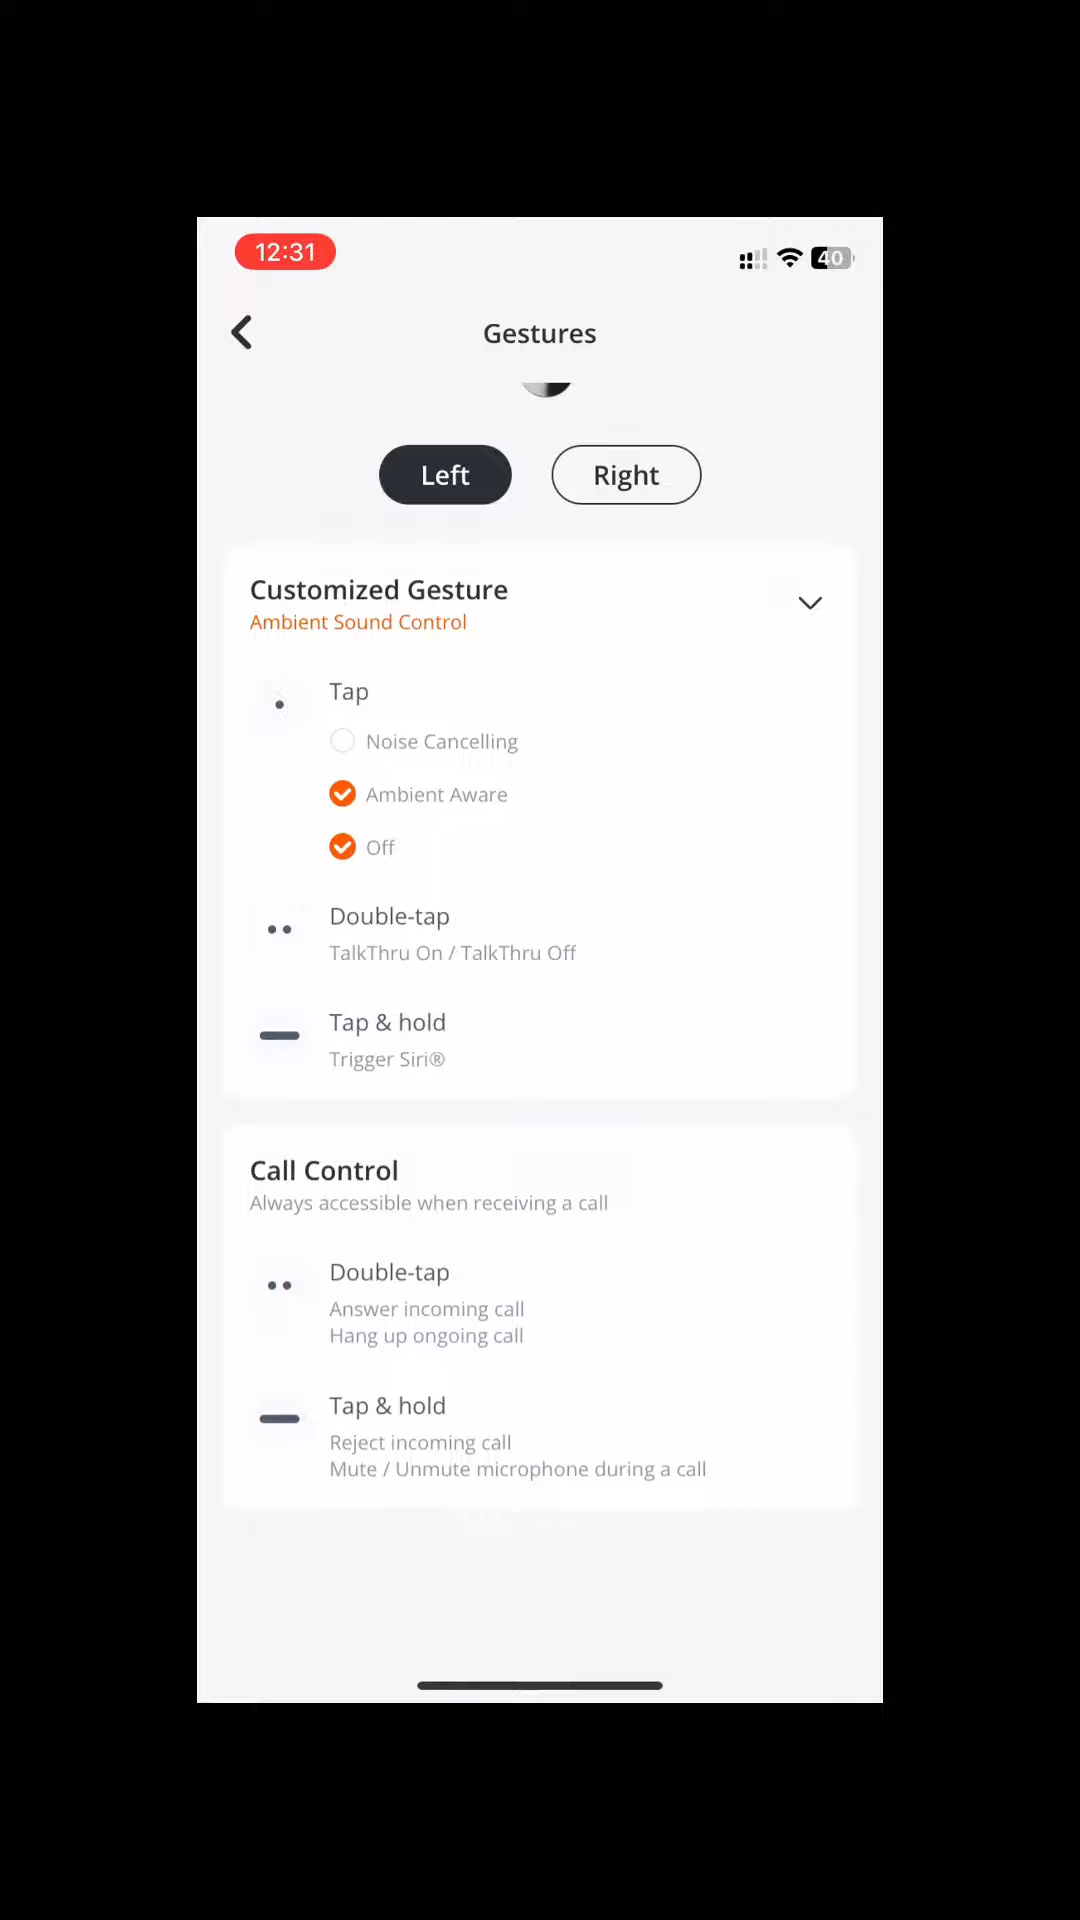 12:31
40
Gestures
Left
Right
Customized Gesture
Ambient Sound Control
Tap
Noise Cancelling
Ambient Aware
Off
Double-tap
TalkThru On / TalkThru Off
Tap & hold
Trigger Siri®
Call Control
Always accessible when receiving a call
Double-tap
Answer incoming call
Hang up ongoing call
Tap & hold
Reject incoming call
Mute / Unmute microphone during a call